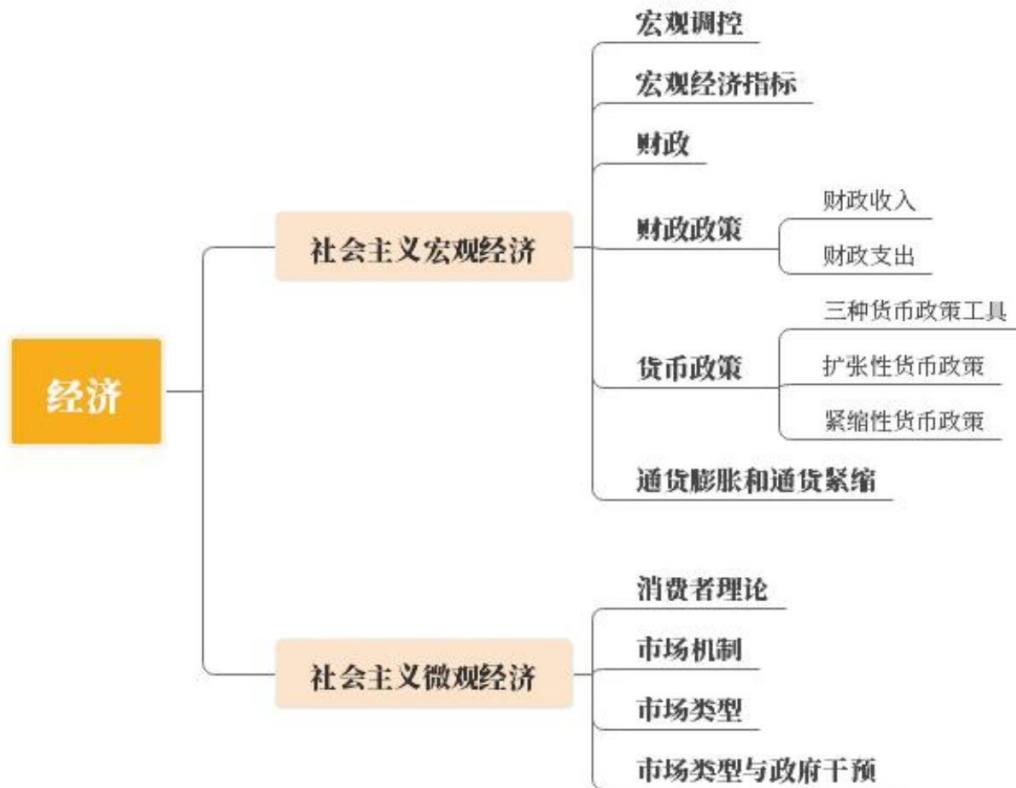 经济
社会主义宏观经济
宏观调控
宏观经济指标
财政
财政政策
财政收入
财政支出
货币政策
三种货币政策工具
扩张性货币政策
紧缩性货币政策
通货膨胀和通货紧缩
社会主义微观经济
消费者理论
市场机制
市场类型
市场类型与政府干预